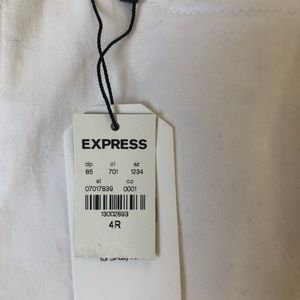 EXPRESS
dp cl sz
85 701 1234
st co
07017839 0001
13002893
4R